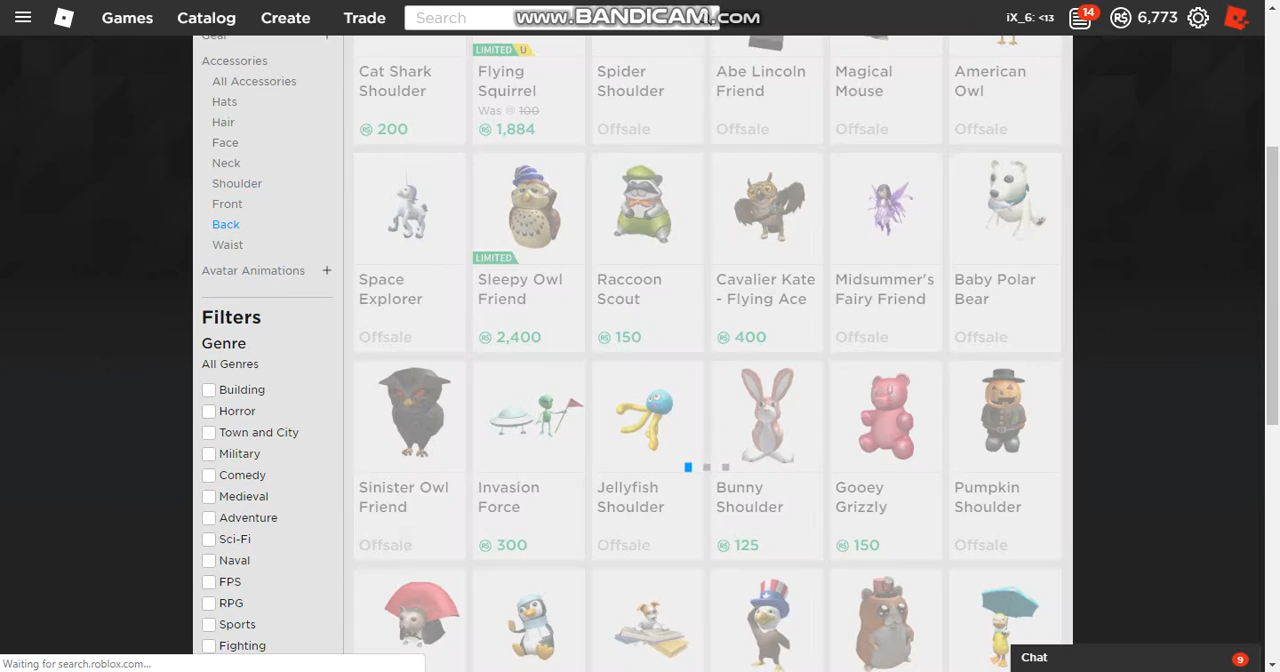 Games
Catalog
Create
Trade
Search
www.BANDICAM.COM
iX_6: <13
14
6,773
Gear
Accessories
All Accessories
Hats
Hair
Face
Neck
Shoulder
Front
Back
Waist
Avatar Animations +
Filters
Genre
All Genres
Building
Horror
Town and City
Military
Comedy
Medieval
Adventure
Sci-Fi
Naval
FPS
RPG
Sports
Fighting
Cat Shark
Shoulder
200
LIMITED U
Flying
Squirrel
Was 100
1,884
Spider
Shoulder
Offsale
Abe Lincoln
Friend
Offsale
Magical
Mouse
Offsale
American
Owl
Offsale
Space
Explorer
Offsale
LIMITED
Sleepy Owl
Friend
2,400
Raccoon
Scout
150
Cavalier Kate
- Flying Ace
400
Midsummer's
Fairy Friend
Offsale
Baby Polar
Bear
Offsale
Sinister Owl
Friend
Offsale
Invasion
Force
300
Jellyfish
Shoulder
Offsale
Bunny
Shoulder
125
Gooey
Grizzly
150
Pumpkin
Shoulder
Offsale
Waiting for search.roblox.com...
Chat
9